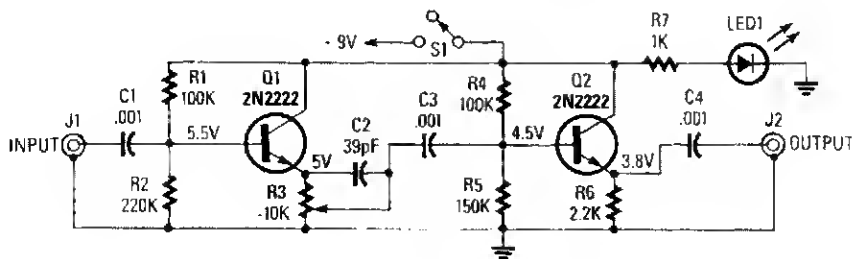 INPUT
J1
C1
.001
R1
100K
R2
220K
5.5V
Q1
2N2222
5V
R3
-10K
C2
39pF
C3
.001
- 9V
S1
R4
100K
4.5V
R5
150K
Q2
2N2222
3.8V
R6
2.2K
R7
1K
LED1
C4
.001
J2
OUTPUT